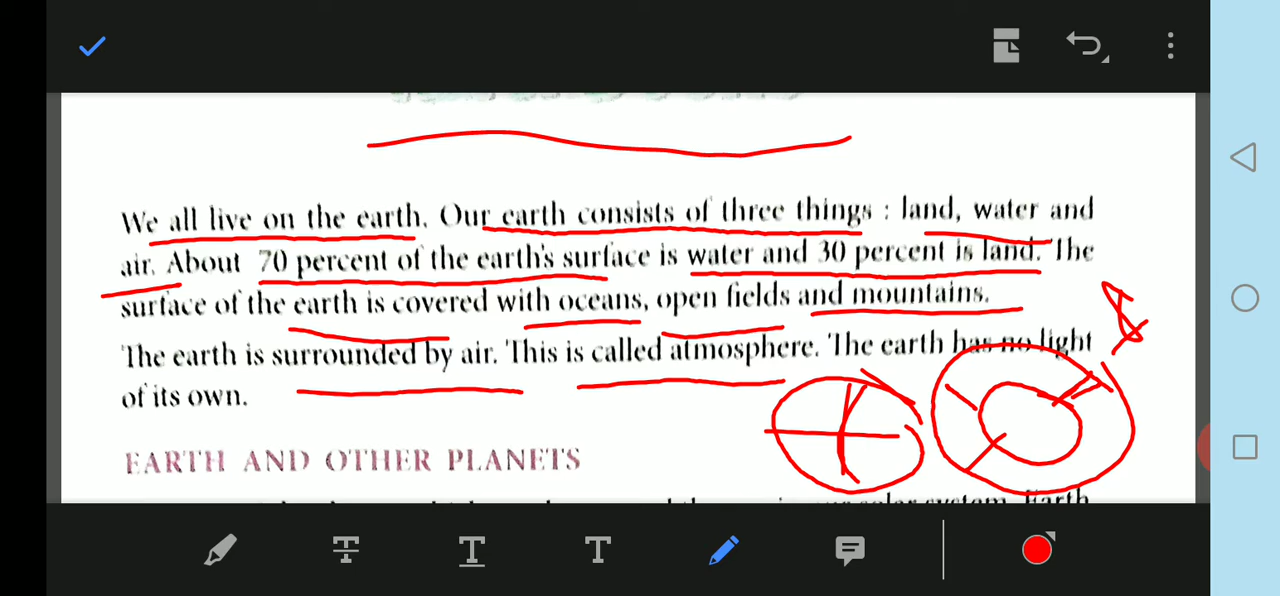 We all live on the earth. Our earth consists of three things : land, water and
air. About 70 percent of the earth's surface is water and 30 percent is land. The
surface of the earth is covered with oceans, open fields and mountains.
The earth is surrounded by air. This is called atmosphere. The earth has no light
of its own.
EARTH AND OTHER PLANETS
solar system. Earth
T T T